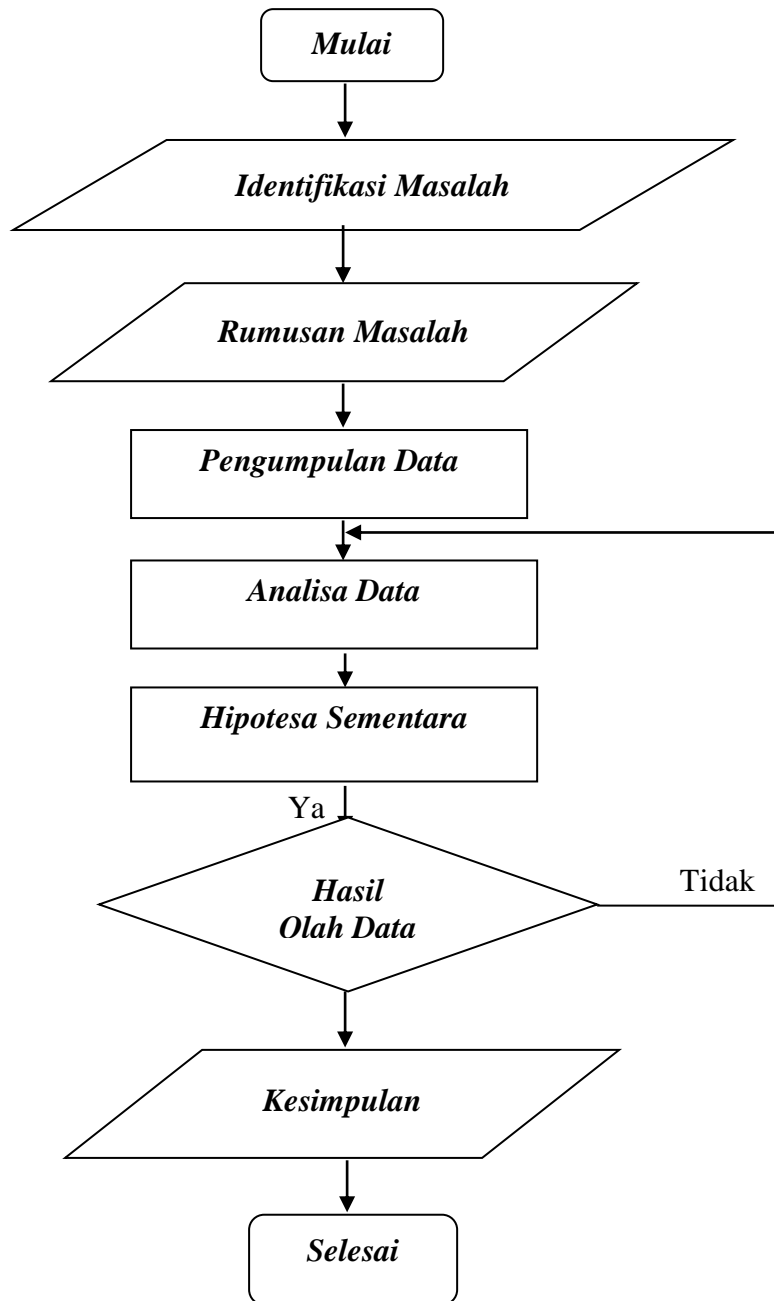 Mulai
Identifikasi Masalah
Rumusan Masalah
Pengumpulan Data
Analisa Data
Hipotesa Sementara
Ya
Hasil
Olah Data
Tidak
Kesimpulan
Selesai